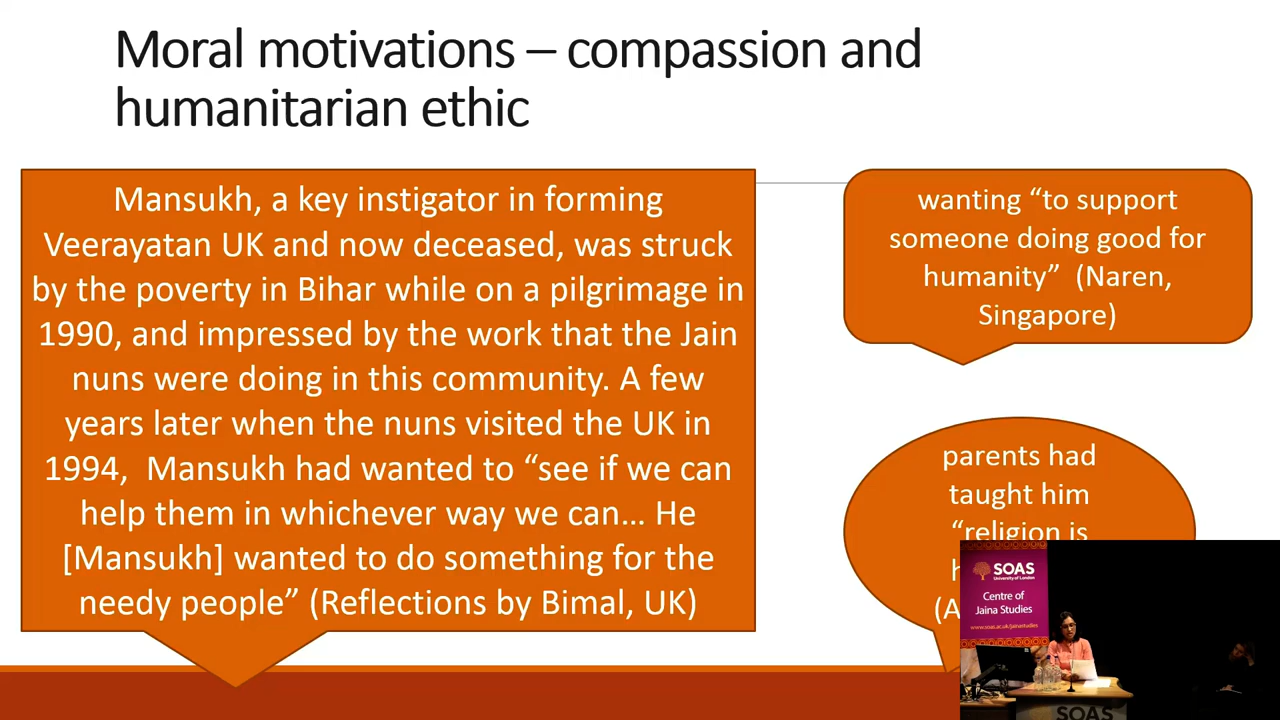 Moral motivations – compassion and
humanitarian ethic
Mansukh, a key instigator in forming
Veerayatan UK and now deceased, was struck
by the poverty in Bihar while on a pilgrimage in
1990, and impressed by the work that the Jain
nuns were doing in this community. A few
years later when the nuns visited the UK in
1994,  Mansukh had wanted to “see if we can
help them in whichever way we can… He
[Mansukh] wanted to do something for the
needy people” (Reflections by Bimal, UK)
wanting “to support
someone doing good for
humanity”  (Naren,
Singapore)
parents had
taught him
“religion is
SOAS
University of London
Centre of
Jaina Studies
www.soas.ac.uk/jainastudies
SOAS